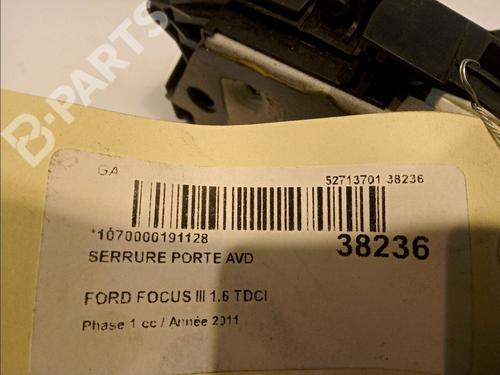 B-PARTS
GA
52713701 38236
*1070000191128
38236
SERRURE PORTE AVD
FORD FOCUS III 1.6 TDCI
Phase 1 cc / Année 2011